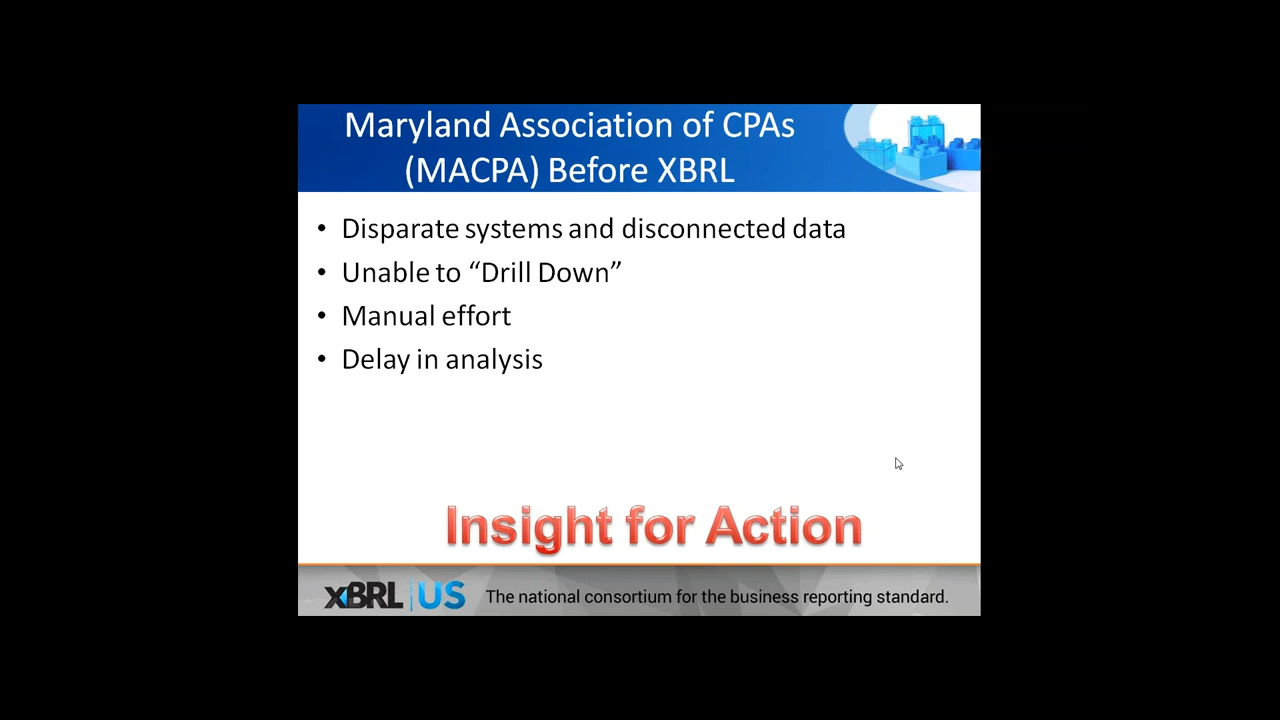 Maryland Association of CPAs
(MACPA) Before XBRL
• Disparate systems and disconnected data
• Unable to “Drill Down”
• Manual effort
• Delay in analysis
Insight for Action
XBRL US The national consortium for the business reporting standard.